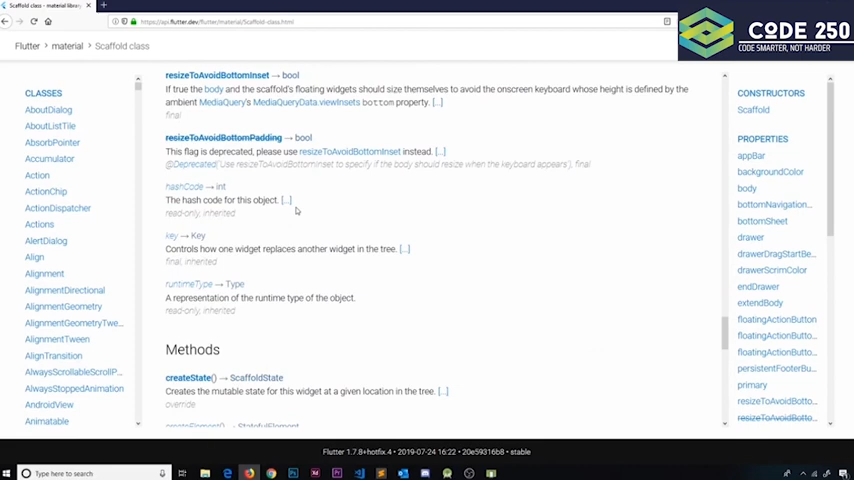 Scaffold class - material library
https://api.flutter.dev/flutter/material/Scaffold-class.html
CODE 250
CODE SMARTER, NOT HARDER
Flutter > material > Scaffold class
CLASSES
AboutDialog
AboutListTile
AbsorbPointer
Accumulator
Action
ActionChip
ActionDispatcher
Actions
AlertDialog
Align
Alignment
AlignmentDirectional
AlignmentGeometry
AlignmentGeometryTwe...
AlignmentTween
AlignTransition
AlwaysScrollableScrollP...
AlwaysStoppedAnimation
AndroidView
Animatable
resizeToAvoidBottomInset → bool
If true the body and the scaffold's floating widgets should size themselves to avoid the onscreen keyboard whose height is defined by the
ambient MediaQuery's MediaQueryData.viewInsets bottom property. [...]
final
resizeToAvoidBottomPadding → bool
This flag is deprecated, please use resizeToAvoidBottomInset instead. [...]
@Deprecated('Use resizeToAvoidBottomInset to specify if the body should resize when the keyboard appears'), final
hashCode → int
The hash code for this object. [...]
read-only, inherited
key → Key
Controls how one widget replaces another widget in the tree. [...]
final, inherited
runtimeType → Type
A representation of the runtime type of the object.
read-only, inherited
Methods
createState() → ScaffoldState
Creates the mutable state for this widget at a given location in the tree. [...]
override
createElement() → StatefulElement
CONSTRUCTORS
Scaffold
PROPERTIES
appBar
backgroundColor
body
bottomNavigation...
bottomSheet
drawer
drawerDragStartBe...
drawerScrimColor
endDrawer
extendBody
floatingActionButton
floatingActionButto...
floatingActionButto...
persistentFooterBu...
primary
resizeToAvoidBotto...
resizeToAvoidBotto...
Flutter 1.7.8+hotfix.4 • 2019-07-24 16:22 • 20e59316b8 • stable
Type here to search